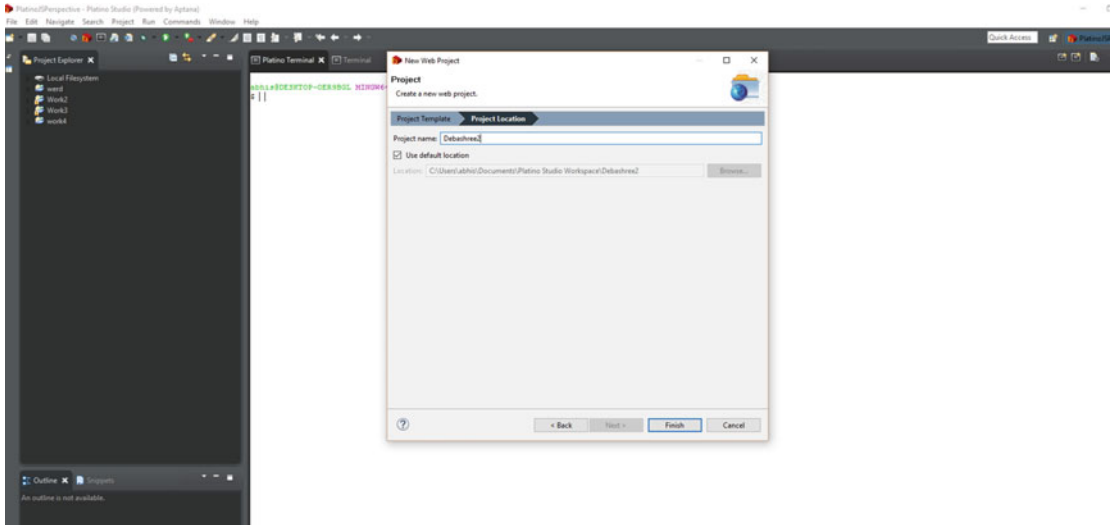 PlatinoJSPerspective - Platino Studio (Powered by Aptana)
File Edit Navigate Search Project Run Commands Window Help
Quick Access
Project Explorer
Local Filesystem
Work2
Work3
work4
Platino Terminal
Terminal
$
New Web Project
Project
Create a new web project.
Project Template
Project Location
Project name: Debashree2
Use default location
Location: C:\Users\abhis\Documents\Platino Studio Workspace\Debashree2
Browse...
< Back
Next >
Finish
Cancel
Outline
Snippets
An outline is not available.